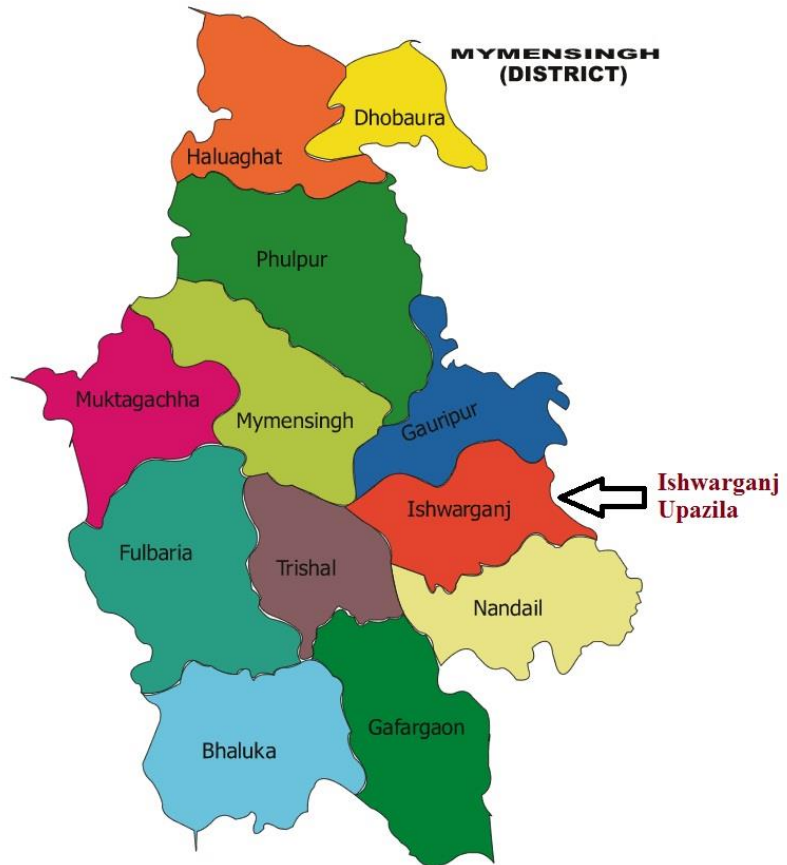 MYMENSINGH
(DISTRICT)
Dhobaura
Haluaghat
Phulpur
Muktagachha
Mymensingh
Gauripur
Ishwarganj
Upazila
Ishwarganj
Fulbaria
Trishal
Nandail
Gafargaon
Bhaluka